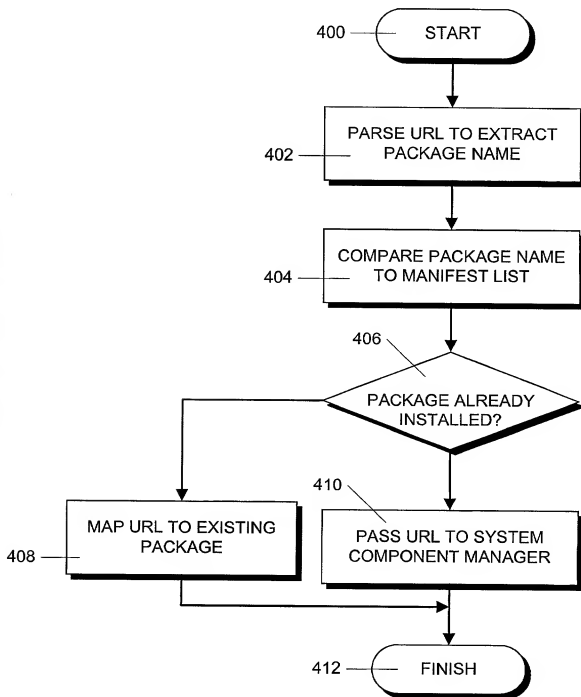 400
START
402
PARSE URL TO EXTRACT
PACKAGE NAME
404
COMPARE PACKAGE NAME
TO MANIFEST LIST
406
PACKAGE ALREADY
INSTALLED?
408
MAP URL TO EXISTING
PACKAGE
410
PASS URL TO SYSTEM
COMPONENT MANAGER
412
FINISH